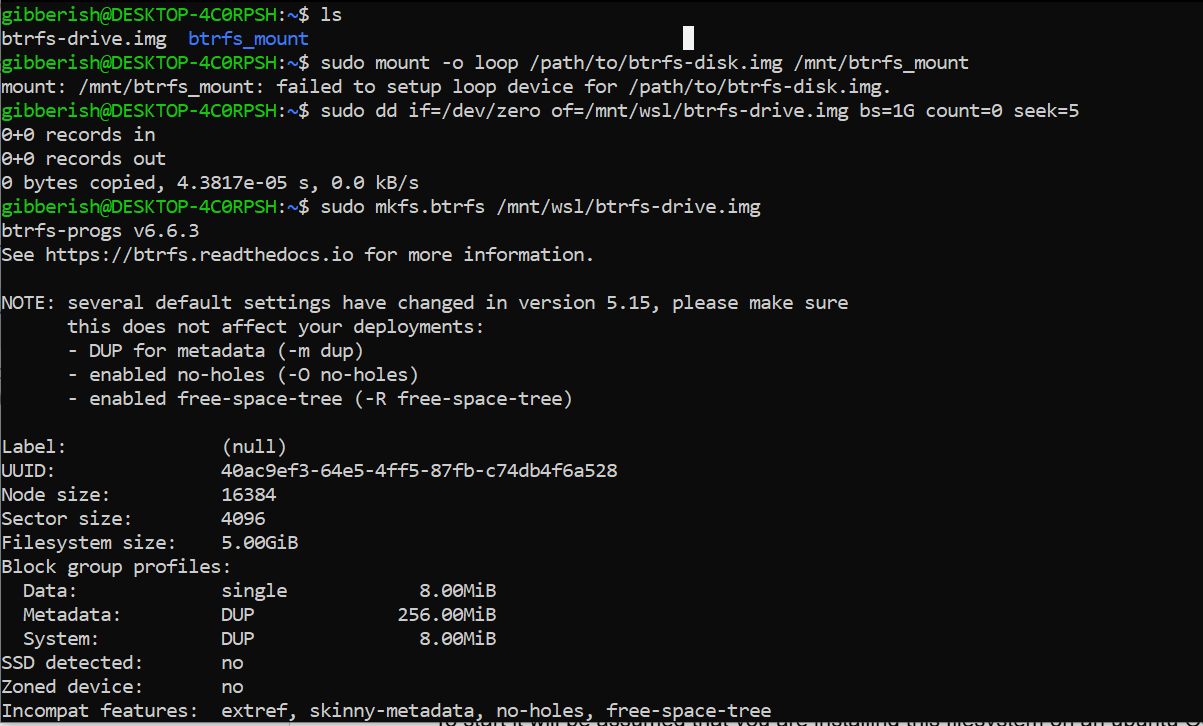 gibberish@DESKTOP-4C0RPSH:~$ ls
btrfs-drive.img  btrfs_mount
gibberish@DESKTOP-4C0RPSH:~$ sudo mount -o loop /path/to/btrfs-disk.img /mnt/btrfs_mount
mount: /mnt/btrfs_mount: failed to setup loop device for /path/to/btrfs-disk.img.
gibberish@DESKTOP-4C0RPSH:~$ sudo dd if=/dev/zero of=/mnt/wsl/btrfs-drive.img bs=1G count=0 seek=5
0+0 records in
0+0 records out
0 bytes copied, 4.3817e-05 s, 0.0 kB/s
gibberish@DESKTOP-4C0RPSH:~$ sudo mkfs.btrfs /mnt/wsl/btrfs-drive.img
btrfs-progs v6.6.3
See https://btrfs.readthedocs.io for more information.

NOTE: several default settings have changed in version 5.15, please make sure
      this does not affect your deployments:
      - DUP for metadata (-m dup)
      - enabled no-holes (-O no-holes)
      - enabled free-space-tree (-R free-space-tree)

Label:              (null)
UUID:               40ac9ef3-64e5-4ff5-87fb-c74db4f6a528
Node size:          16384
Sector size:        4096
Filesystem size:    5.00GiB
Block group profiles:
  Data:             single            8.00MiB
  Metadata:         DUP             256.00MiB
  System:           DUP               8.00MiB
SSD detected:       no
Zoned device:       no
Incompat features:  extref, skinny-metadata, no-holes, free-space-tree